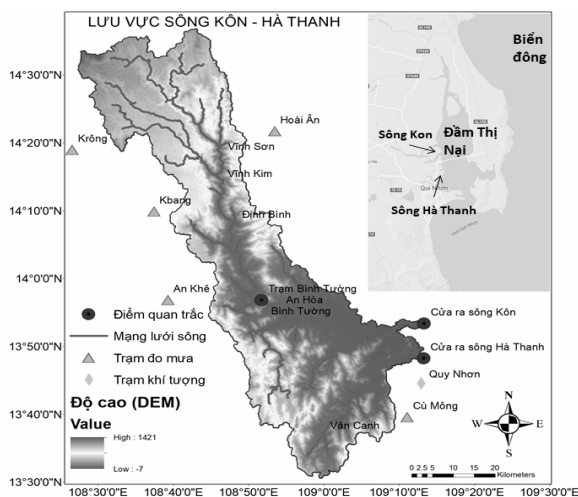 LƯU VỰC SÔNG KÔN - HÀ THANH
14°30'0"N
14°20'0"N
14°10'0"N
14°0'0"N
13°50'0"N
13°40'0"N
13°30'0"N
Krông
Hoài Ân
Vĩnh Sơn
Vĩnh Kim
Kbang
Định Bình
An Khê
Trạm Bình Tường
An Hòa
Bình Tường
Cửa ra sông Kôn
Cửa ra sông Hà Thanh
Quy Nhơn
Cù Mông
Vân Canh
Biển
đông
Sông Kon
Đầm Thị
Nại
Qui Nhơn
Sông Hà Thanh
Điểm quan trắc
Mạng lưới sông
Trạm đo mưa
Trạm khí tượng
Độ cao (DEM)
Value
High : 1421
Low : -7
N
W E
S
0 2.5 5 10 15 20
Kilometers
108°30'0"E 108°40'0"E 108°50'0"E 109°0'0"E 109°10'0"E 109°20'0"E 109°30'0"E